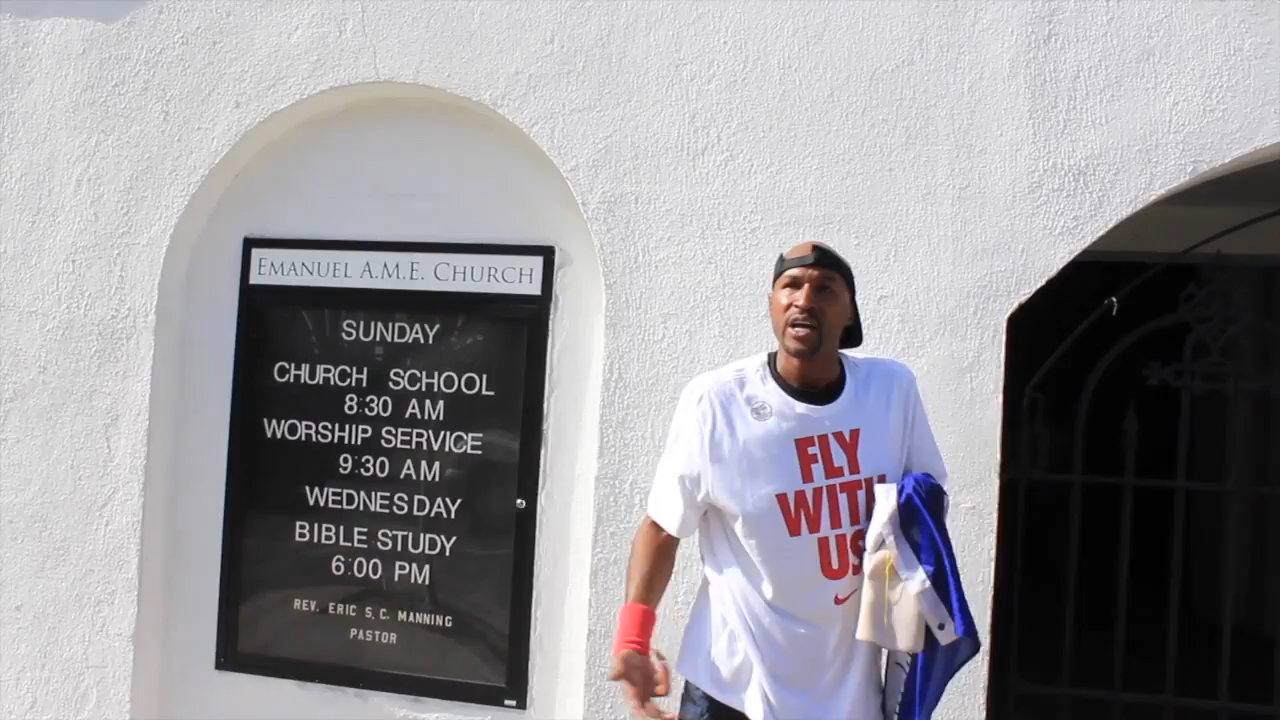 EMANUEL A.M.E. CHURCH
SUNDAY
CHURCH SCHOOL
8:30 AM
WORSHIP SERVICE
9:30 AM
WEDNESDAY
BIBLE STUDY
6:00 PM
REV. ERIC S. C. MANNING
PASTOR
FLY
WITH
US